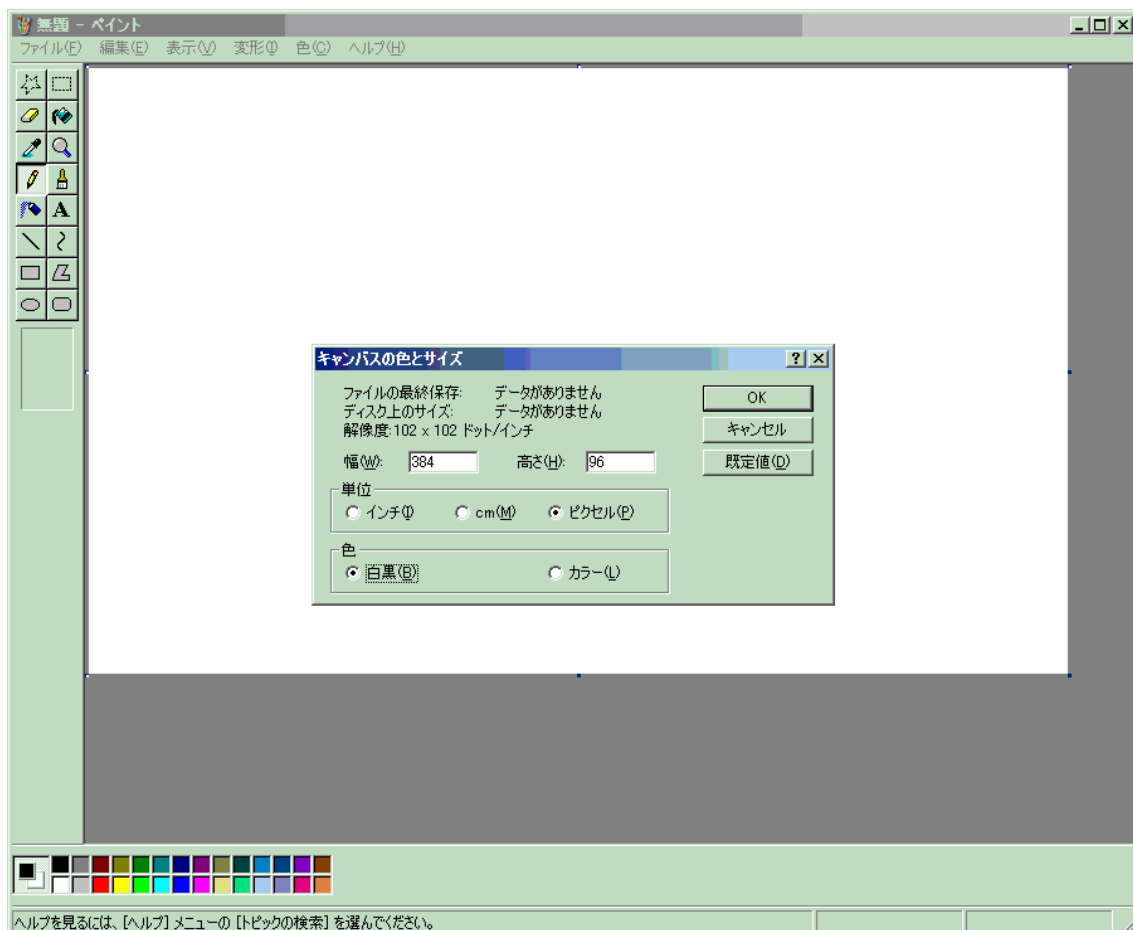 無題 - ペイント
ファイル(F) 編集(E) 表示(V) 変形(I) 色(C) ヘルプ(H)
A
キャンバスの色とサイズ
ファイルの最終保存: データがありません
ディスク上のサイズ: データがありません
解像度:102 x 102 ドット/インチ
幅(W): 384 高さ(H): 96
単位
インチ(I) cm(M) ピクセル(P)
色
白黒(B) カラー(L)
OK
キャンセル
既定値(D)
ヘルプを見るには、[ヘルプ] メニューの [トピックの検索] を選んでください。